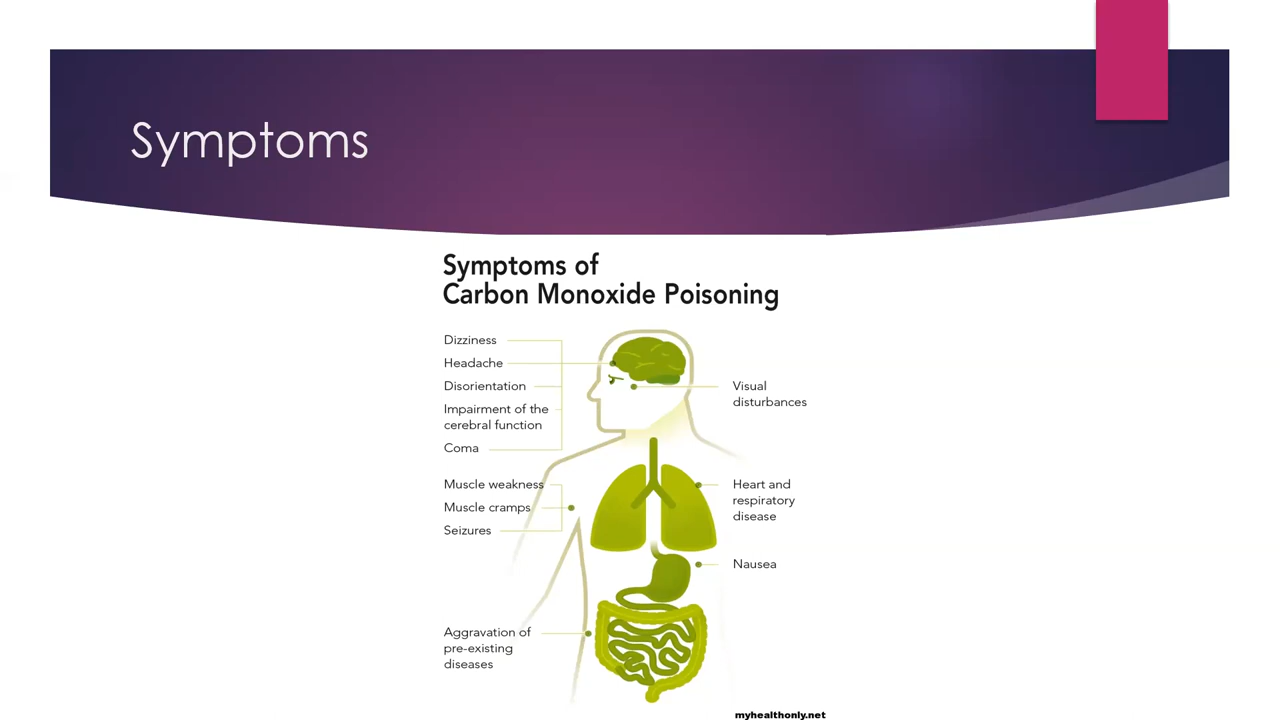 Symptoms
Symptoms of
Carbon Monoxide Poisoning
Dizziness
Headache
Disorientation
Impairment of the
cerebral function
Coma
Muscle weakness
Muscle cramps
Seizures
Aggravation of
pre-existing
diseases
Visual
disturbances
Heart and
respiratory
disease
Nausea
myhealthonly.net